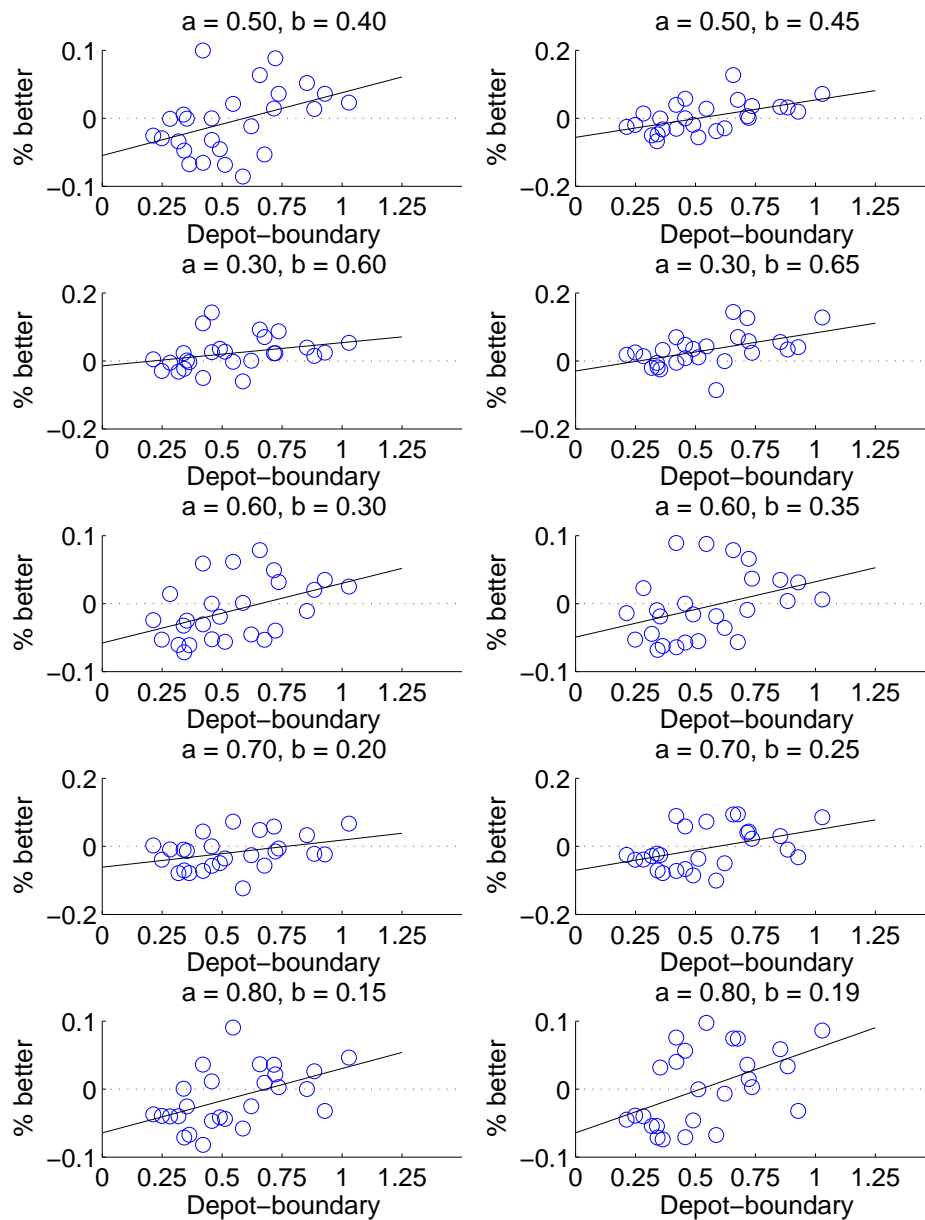 a = 0.50, b = 0.40
% better
0.1
0
−0.1
0 0.25 0.5 0.75 1 1.25
Depot−boundary
a = 0.50, b = 0.45
% better
0.2
0
−0.2
0 0.25 0.5 0.75 1 1.25
Depot−boundary
a = 0.30, b = 0.60
% better
0.2
0
−0.2
0 0.25 0.5 0.75 1 1.25
Depot−boundary
a = 0.30, b = 0.65
% better
0.2
0
−0.2
0 0.25 0.5 0.75 1 1.25
Depot−boundary
a = 0.60, b = 0.30
% better
0.1
0
−0.1
0 0.25 0.5 0.75 1 1.25
Depot−boundary
a = 0.60, b = 0.35
% better
0.1
0
−0.1
0 0.25 0.5 0.75 1 1.25
Depot−boundary
a = 0.70, b = 0.20
% better
0.2
0
−0.2
0 0.25 0.5 0.75 1 1.25
Depot−boundary
a = 0.70, b = 0.25
% better
0.2
0
−0.2
0 0.25 0.5 0.75 1 1.25
Depot−boundary
a = 0.80, b = 0.15
% better
0.1
0
−0.1
0 0.25 0.5 0.75 1 1.25
Depot−boundary
a = 0.80, b = 0.19
% better
0.1
0
−0.1
0 0.25 0.5 0.75 1 1.25
Depot−boundary